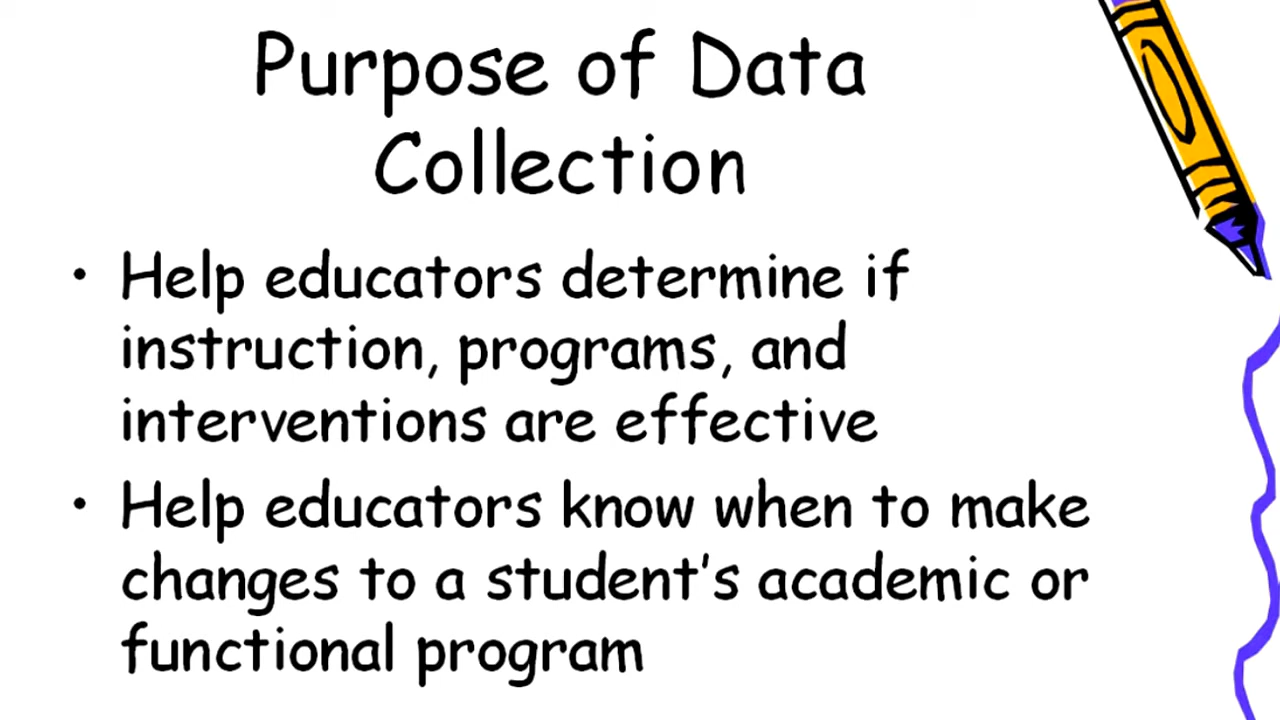 Purpose of Data
Collection
• Help educators determine if
instruction, programs, and
interventions are effective
• Help educators know when to make
changes to a student's academic or
functional program